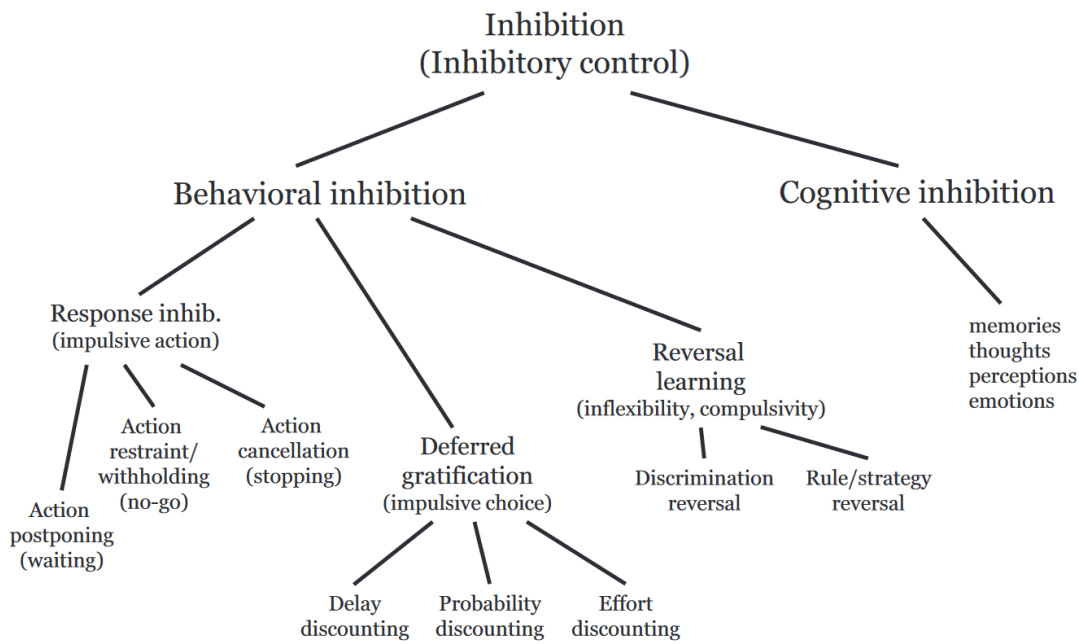 Inhibition
(Inhibitory control)
Behavioral inhibition
Cognitive inhibition
Response inhib.
(impulsive action)
Action
postponing
(waiting)
Action
restraint/
withholding
(no-go)
Action
cancellation
(stopping)
Deferred
gratification
(impulsive choice)
Delay
discounting
Probability
discounting
Effort
discounting
Reversal
learning
(inflexibility, compulsivity)
Discrimination
reversal
Rule/strategy
reversal
memories
thoughts
perceptions
emotions